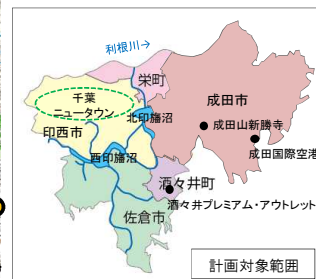 利根川→
栄町
千葉
ニュータウン
北印旛沼
成田市
印西市
成田山新勝寺
成田国際空港
西印旛沼
酒々井町
酒々井プレミアム・アウトレット
佐倉市
計画対象範囲